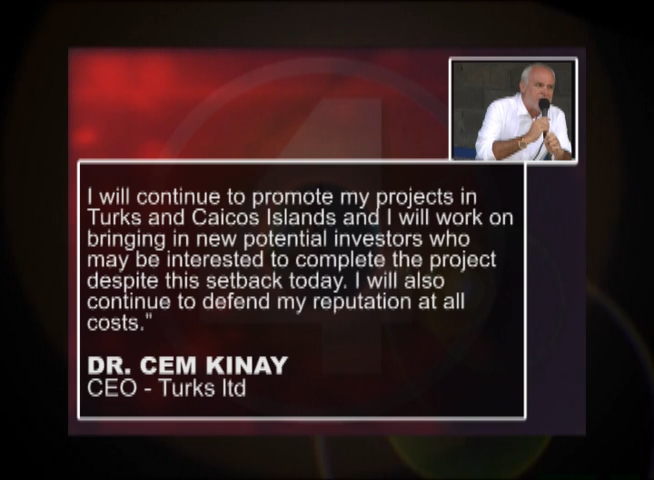 I will continue to promote my projects in
Turks and Caicos Islands and I will work on
bringing in new potential investors who
may be interested to complete the project
despite this setback today. I will also
continue to defend my reputation at all
costs."
DR. CEM KINAY
CEO - Turks ltd
4